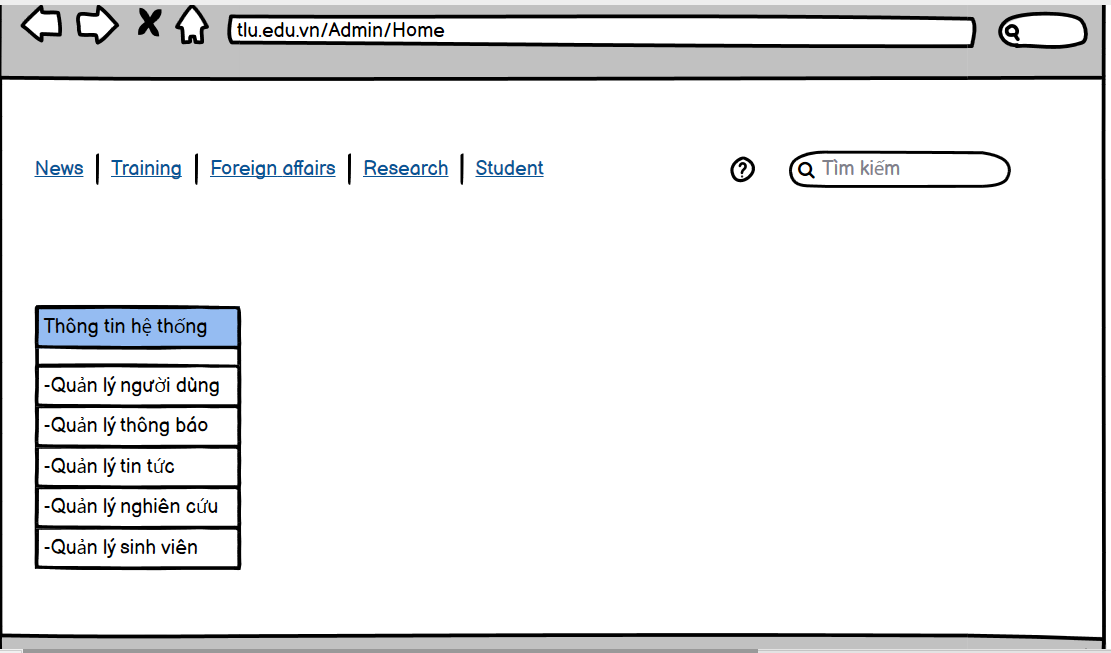 tlu.edu.vn/Admin/Home
News Training Foreign affairs Research Student ? Tìm kiếm
Thông tin hệ thống
-Quản lý người dùng
-Quản lý thông báo
-Quản lý tin tức
-Quản lý nghiên cứu
-Quản lý sinh viên